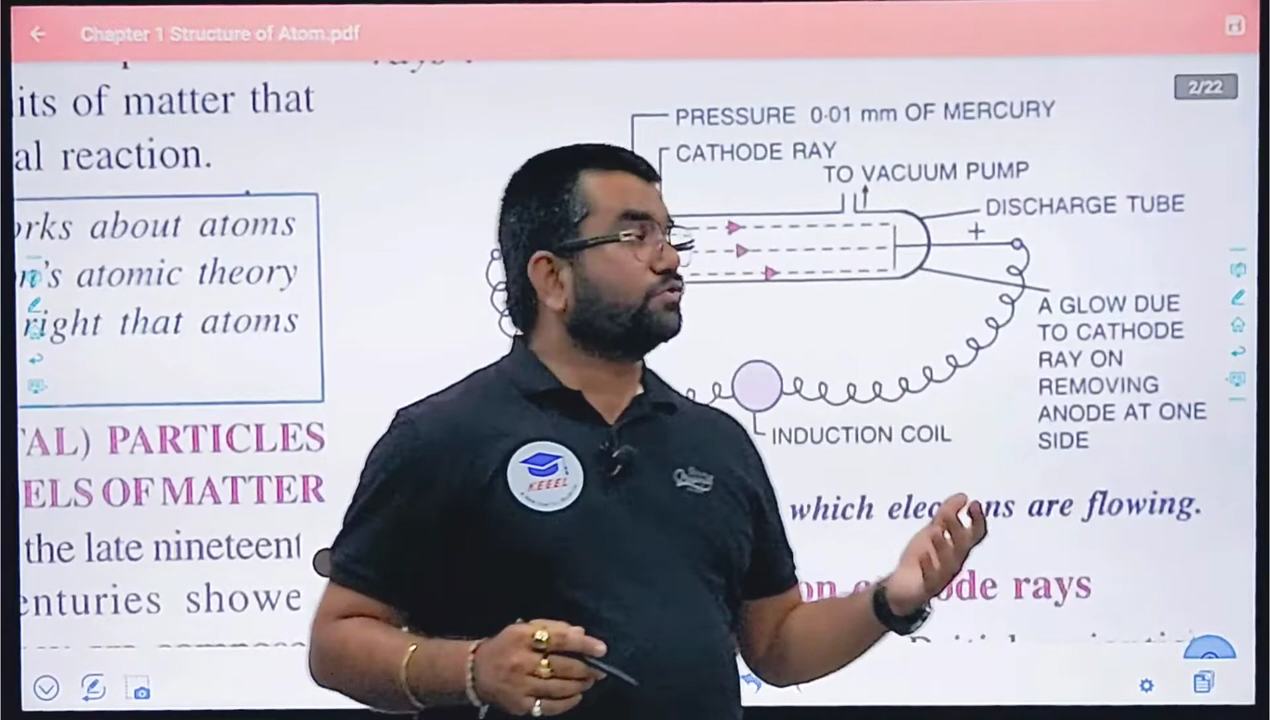 Chapter 1 Structure of Atom.pdf
2/22
its of matter that
al reaction.
orks about atoms
n's atomic theory
right that atoms
'AL) PARTICLES
ELS OF MATTER
the late nineteent
enturies showe
PRESSURE 0·01 mm OF MERCURY
CATHODE RAY
TO VACUUM PUMP
DISCHARGE TUBE
+
A GLOW DUE
TO CATHODE
RAY ON
REMOVING
ANODE AT ONE
SIDE
INDUCTION COIL
which elec ns are flowing.
on ode rays
KEEEL